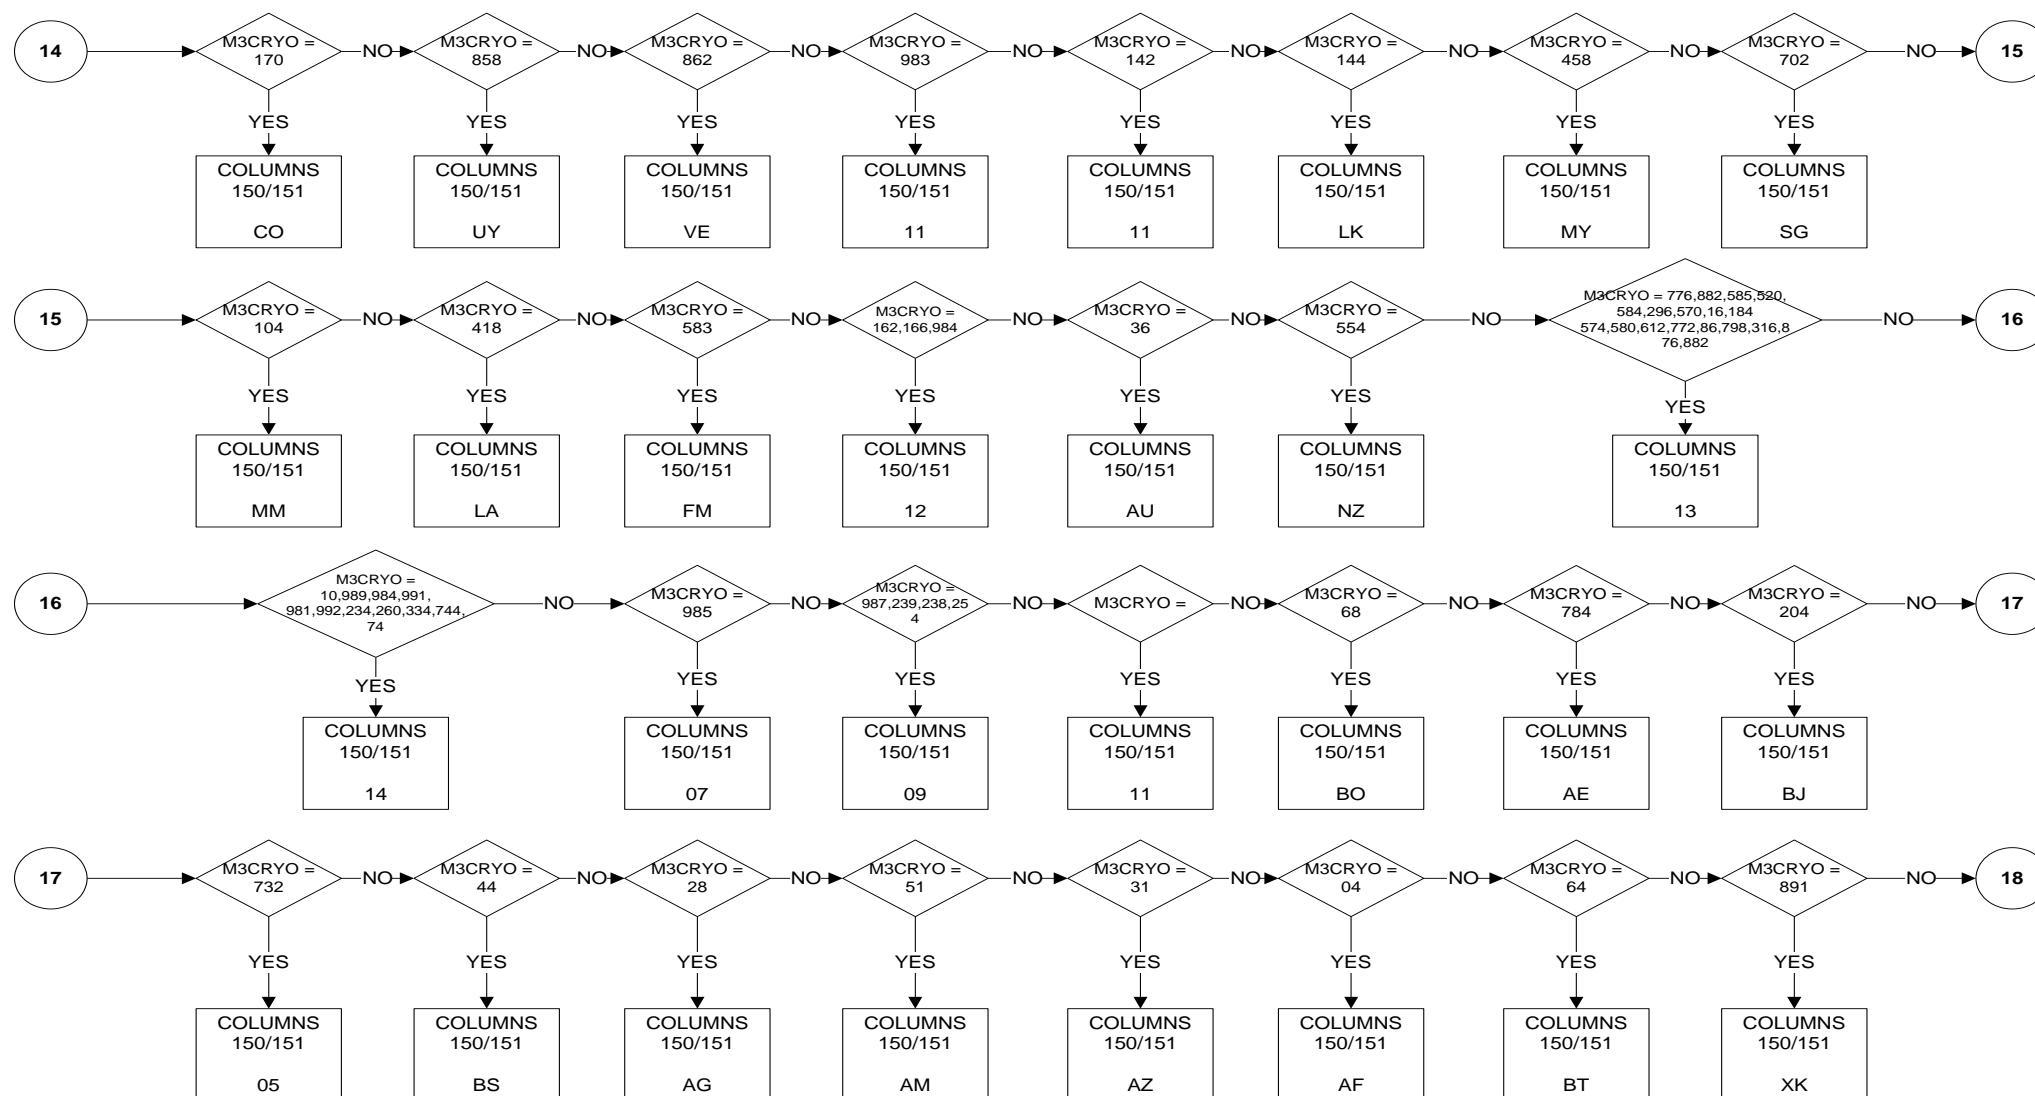 14
M3CRYO =
170
NO
M3CRYO =
858
NO
M3CRYO =
862
NO
M3CRYO =
983
NO
M3CRYO =
142
NO
M3CRYO =
144
NO
M3CRYO =
458
NO
M3CRYO =
702
NO
15
YES
YES
YES
YES
YES
YES
YES
YES
COLUMNS
150/151
CO
COLUMNS
150/151
UY
COLUMNS
150/151
VE
COLUMNS
150/151
11
COLUMNS
150/151
11
COLUMNS
150/151
LK
COLUMNS
150/151
MY
COLUMNS
150/151
SG
15
M3CRYO =
104
NO
M3CRYO =
418
NO
M3CRYO =
583
NO
M3CRYO =
162,166,984
NO
M3CRYO =
36
NO
M3CRYO =
554
NO
M3CRYO = 776,882,585,520,
584,296,570,16,184
574,580,612,772,86,798,316,8
76,882
NO
16
YES
YES
YES
YES
YES
YES
YES
COLUMNS
150/151
MM
COLUMNS
150/151
LA
COLUMNS
150/151
FM
COLUMNS
150/151
12
COLUMNS
150/151
AU
COLUMNS
150/151
NZ
COLUMNS
150/151
13
16
M3CRYO =
10,989,984,991,
981,992,234,260,334,744,
74
NO
M3CRYO =
985
NO
M3CRYO =
987,239,238,25
4
NO
M3CRYO =
NO
M3CRYO =
68
NO
M3CRYO =
784
NO
M3CRYO =
204
NO
17
YES
YES
YES
YES
YES
YES
YES
COLUMNS
150/151
14
COLUMNS
150/151
07
COLUMNS
150/151
09
COLUMNS
150/151
11
COLUMNS
150/151
BO
COLUMNS
150/151
AE
COLUMNS
150/151
BJ
17
M3CRYO =
732
NO
M3CRYO =
44
NO
M3CRYO =
28
NO
M3CRYO =
51
NO
M3CRYO =
31
NO
M3CRYO =
04
NO
M3CRYO =
64
NO
M3CRYO =
891
NO
18
YES
YES
YES
YES
YES
YES
YES
YES
COLUMNS
150/151
05
COLUMNS
150/151
BS
COLUMNS
150/151
AG
COLUMNS
150/151
AM
COLUMNS
150/151
AZ
COLUMNS
150/151
AF
COLUMNS
150/151
BT
COLUMNS
150/151
XK